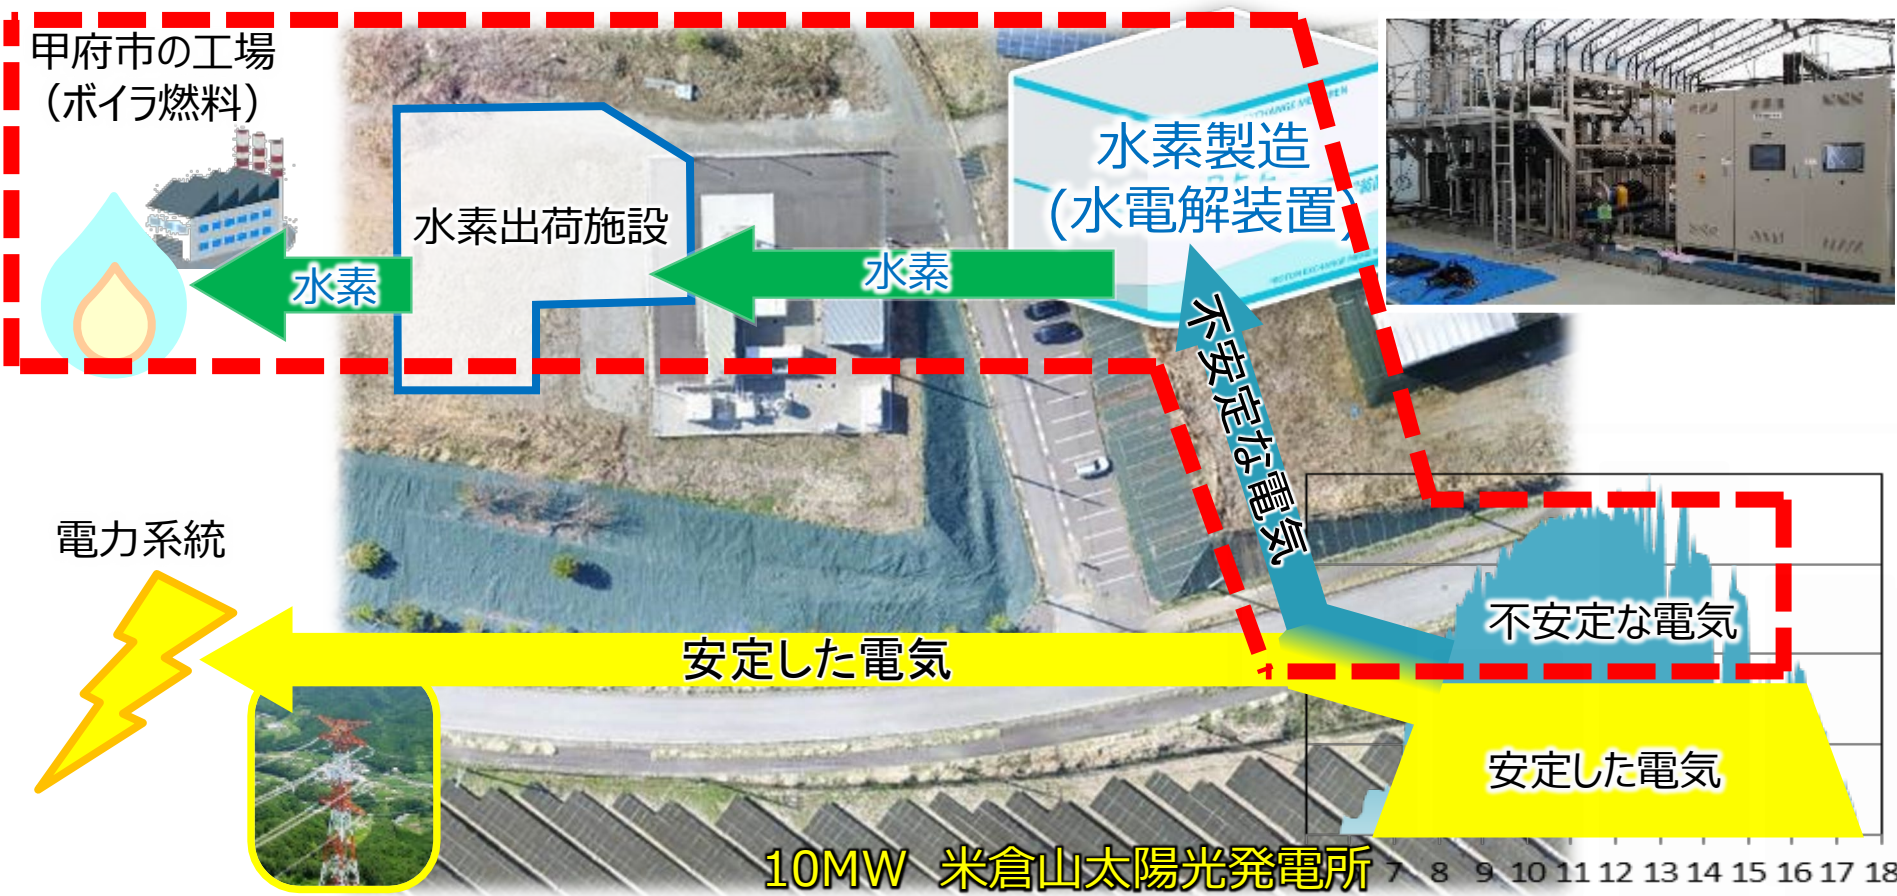 甲府市の工場
（ボイラ燃料）
水素製造
(水電解装置)
水素出荷施設
水素
水素
不安定な電気
電力系統
安定した電気
不安定な電気
安定した電気
10MW 米倉山太陽光発電所
7 8 9 10 11 12 13 14 15 16 17 18